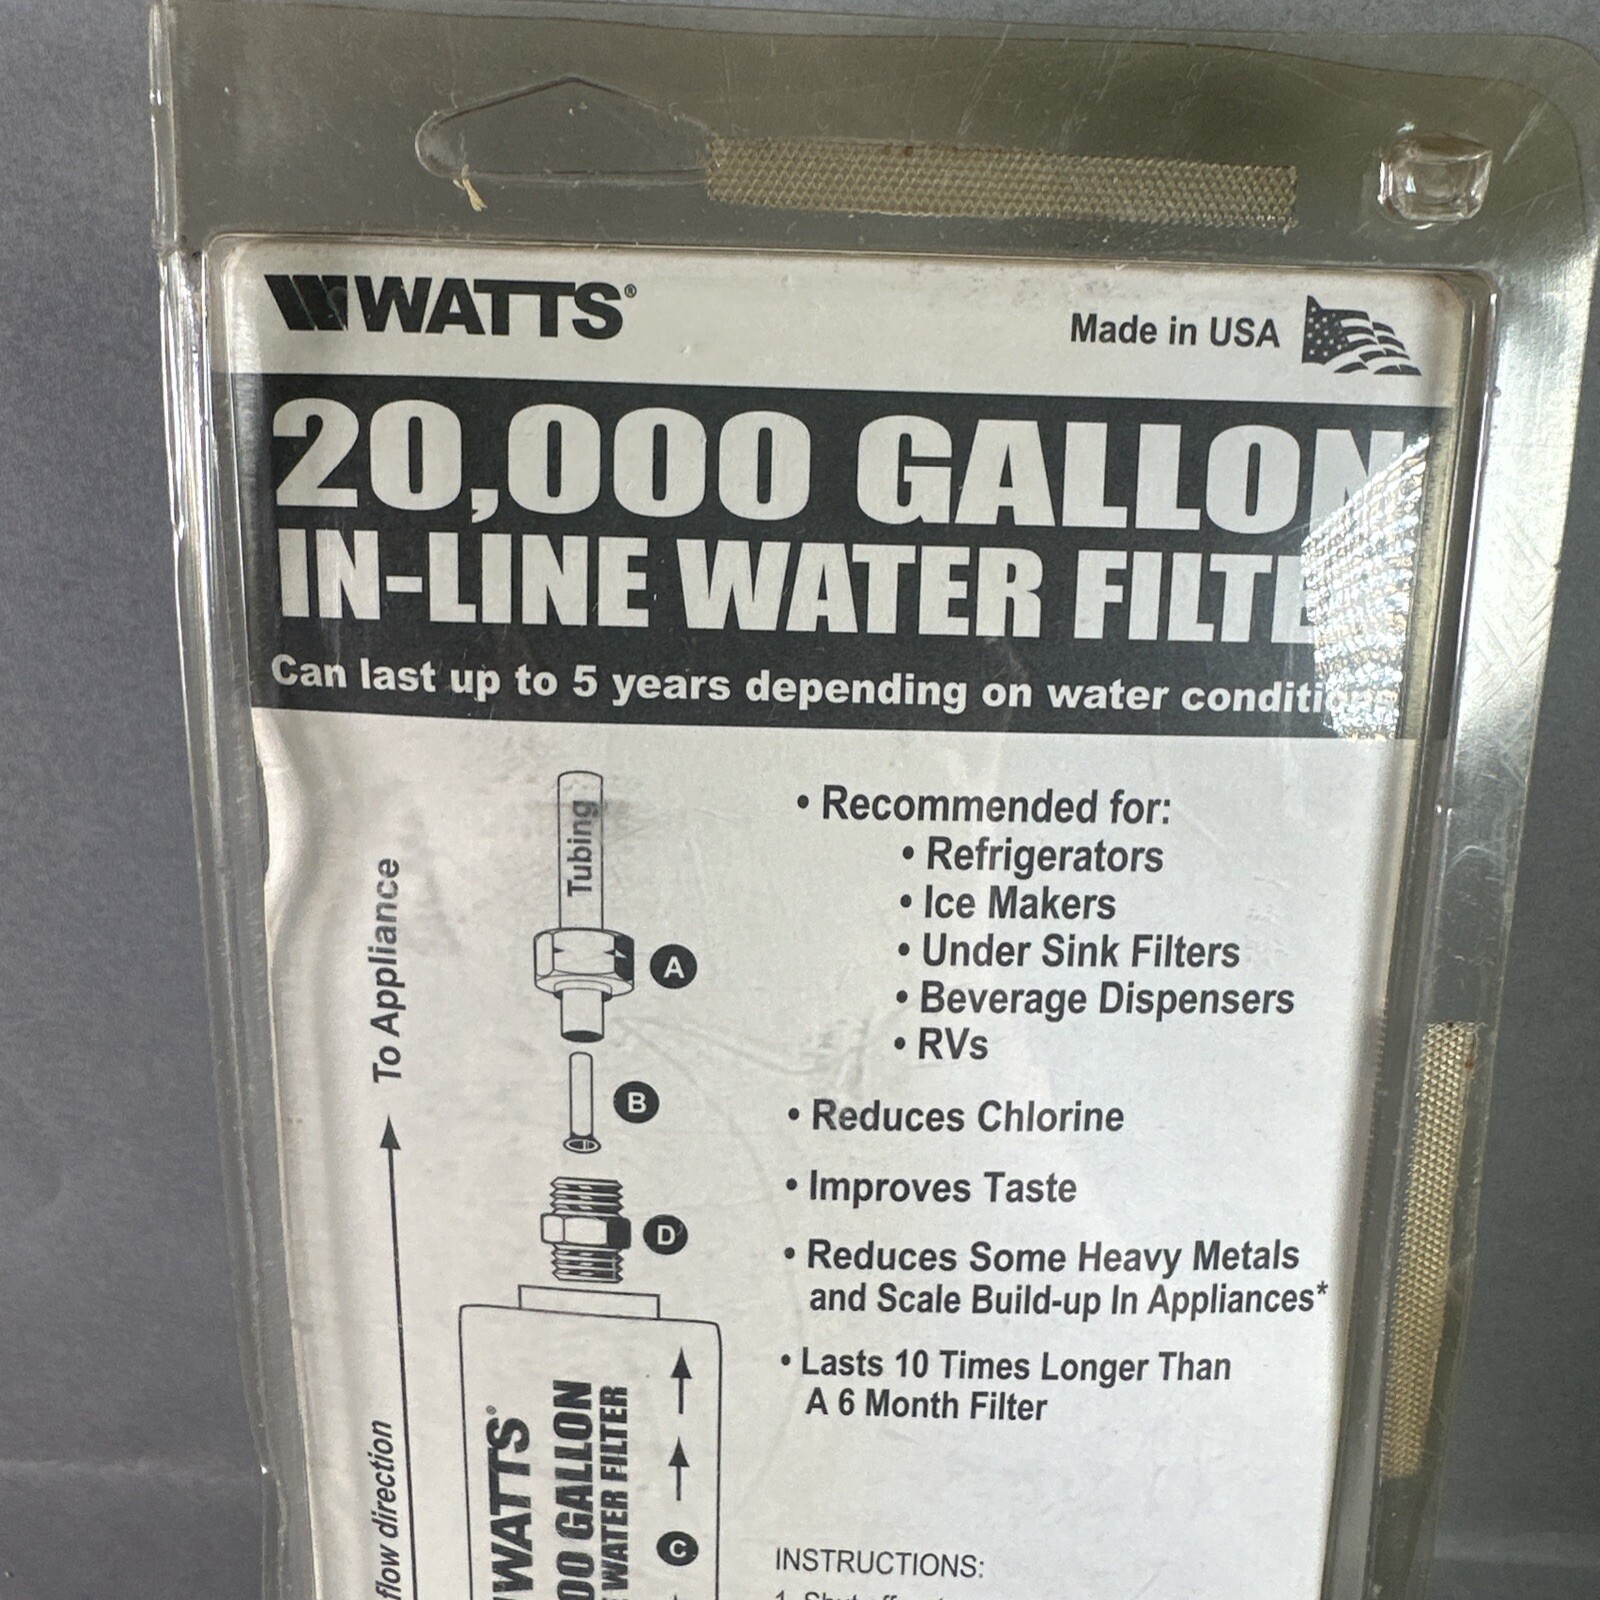 WATTS®
Made in USA
20,000 GALLON
IN-LINE WATER
Can last up to 5 years depending on water
Tubing
To Appliance
A
B
D
flow direction
WATTS®
GALLON
WATER FILTER
C
• Recommended for:
• Refrigerators
• Ice Makers
• Under Sink Filters
• Beverage Dispensers
• RVs
• Reduces Chlorine
• Improves Taste
• Reduces Some Heavy Metals
and Scale Build-up In Appliances*
• Lasts 10 Times Longer Than
A 6 Month Filter
INSTRUCTIONS: